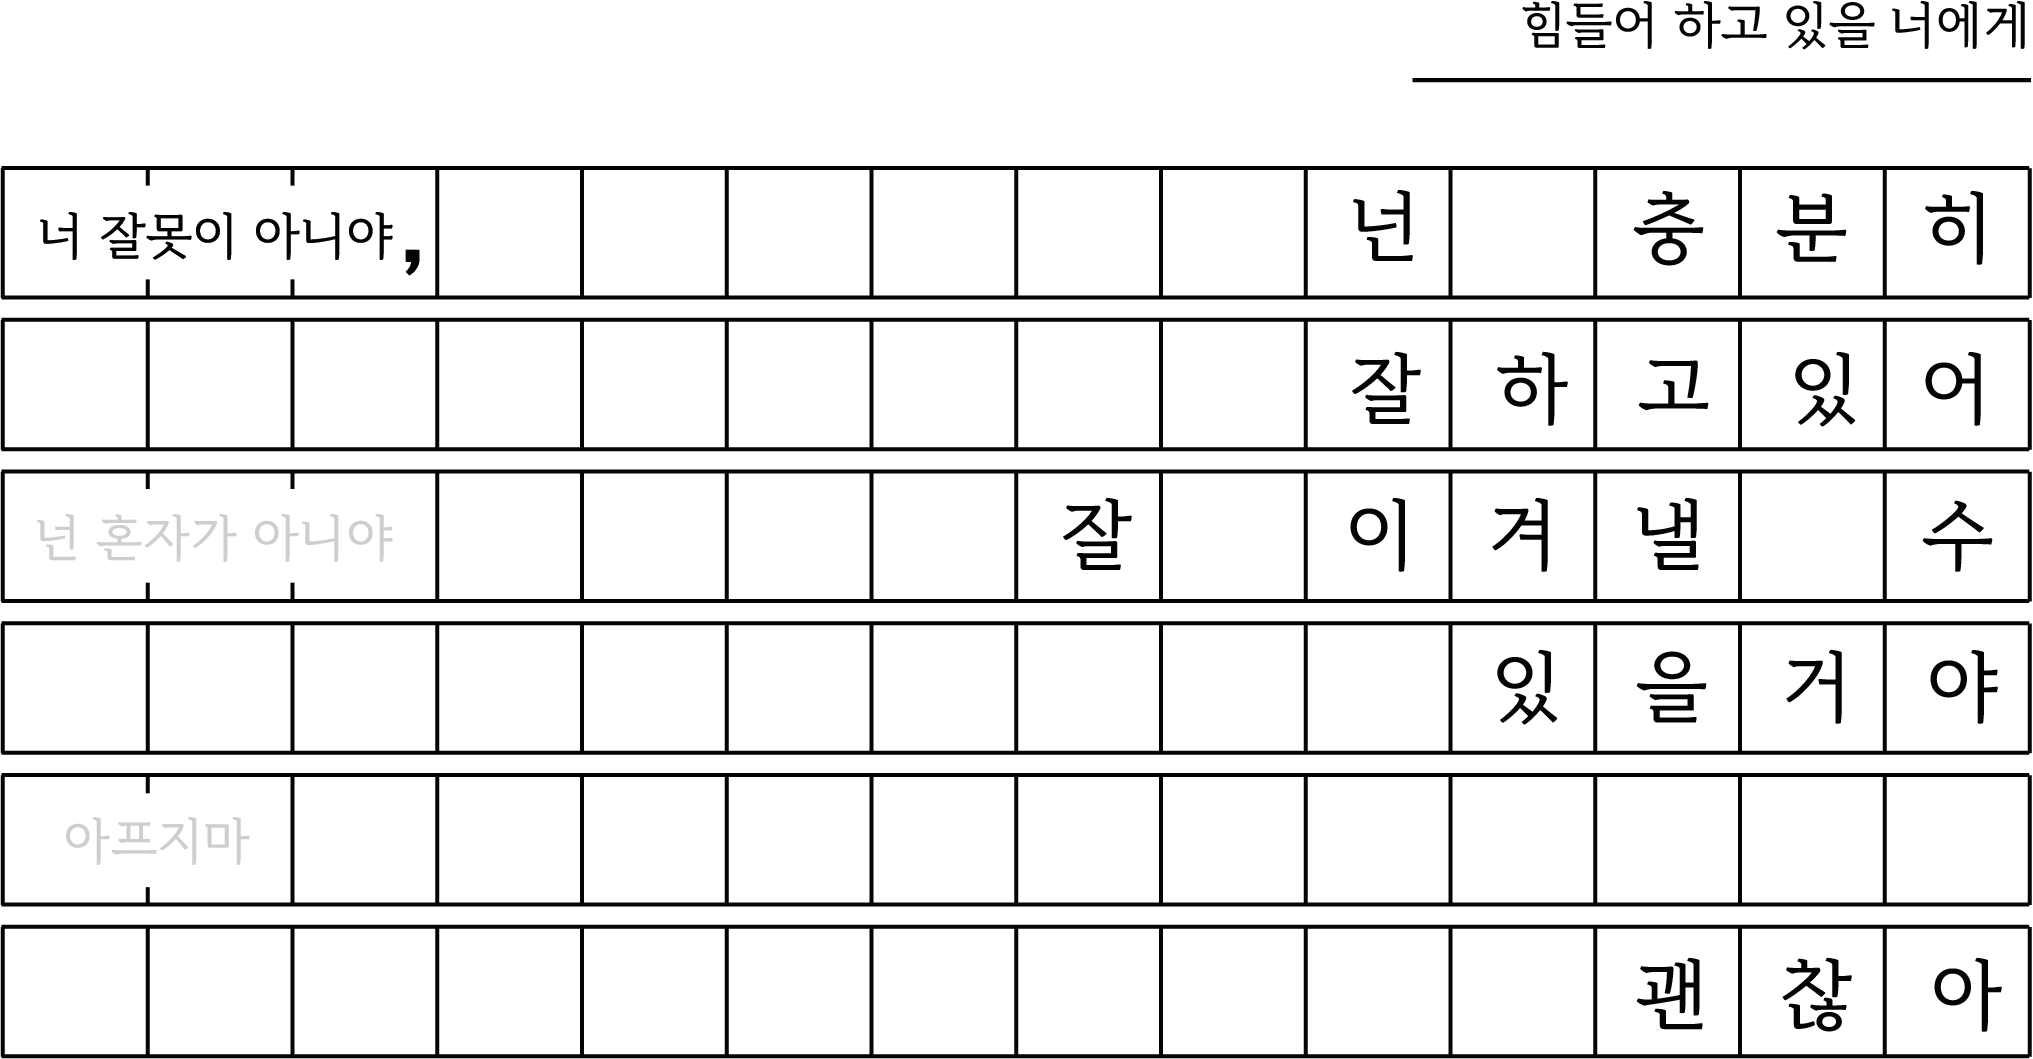 힘들어 하고 있을 너에게
너 잘못이 아니야, 넌 충분히
잘하고있어
넌 혼자가 아니야 잘 이겨낼 수
있을거야
아프지마
괜찮아